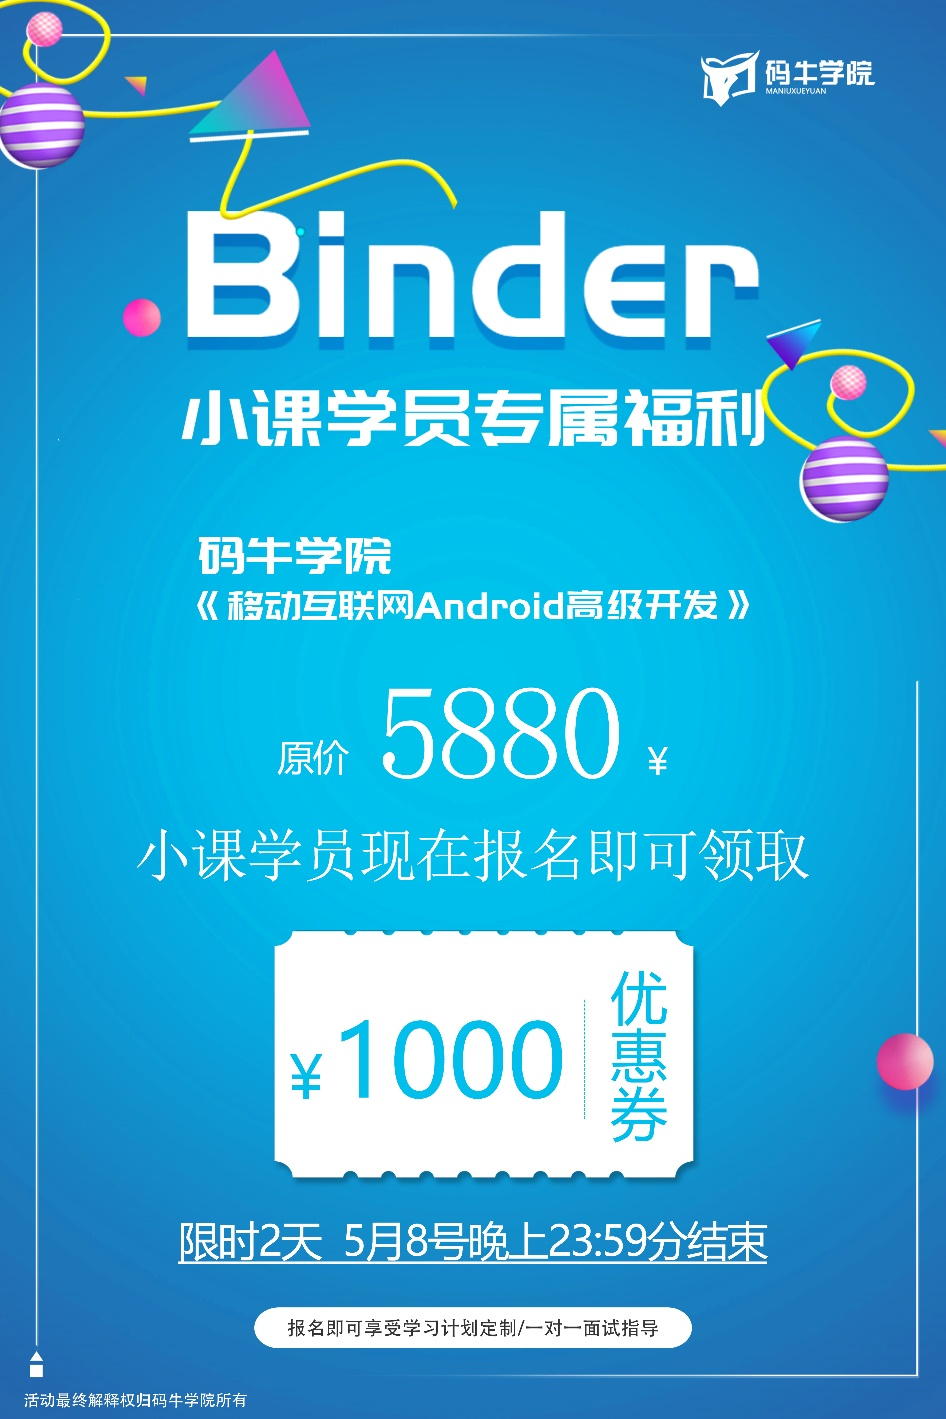 码牛学院
MANIUXUEYUAN
Binder
小课学员专属福利
码牛学院
《移动互联网Android高级开发》
原价 5880 ¥
小课学员现在报名即可领取
¥1000
优惠券
限时2天 5月8号晚上23:59分结束
报名即可享受学习计划定制/一对一面试指导
活动最终解释权归码牛学院所有